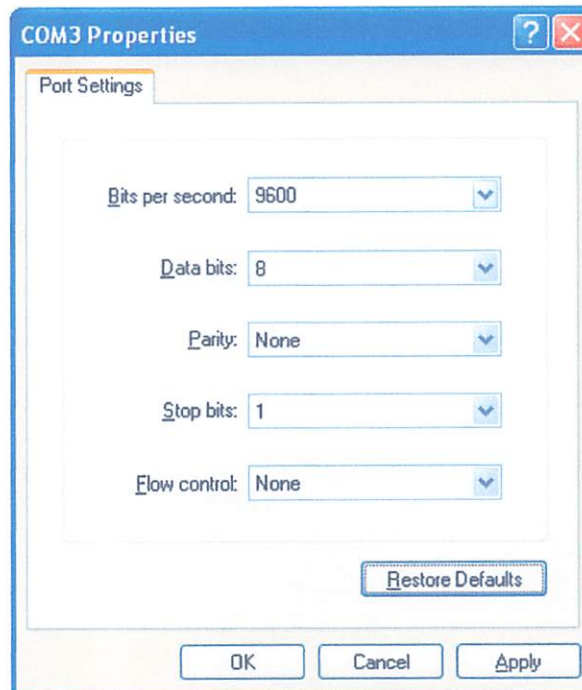 COM3 Properties
Port Settings
Bits per second: 9600
Data bits: 8
Parity: None
Stop bits: 1
Flow control: None
Restore Defaults
OK Cancel Apply